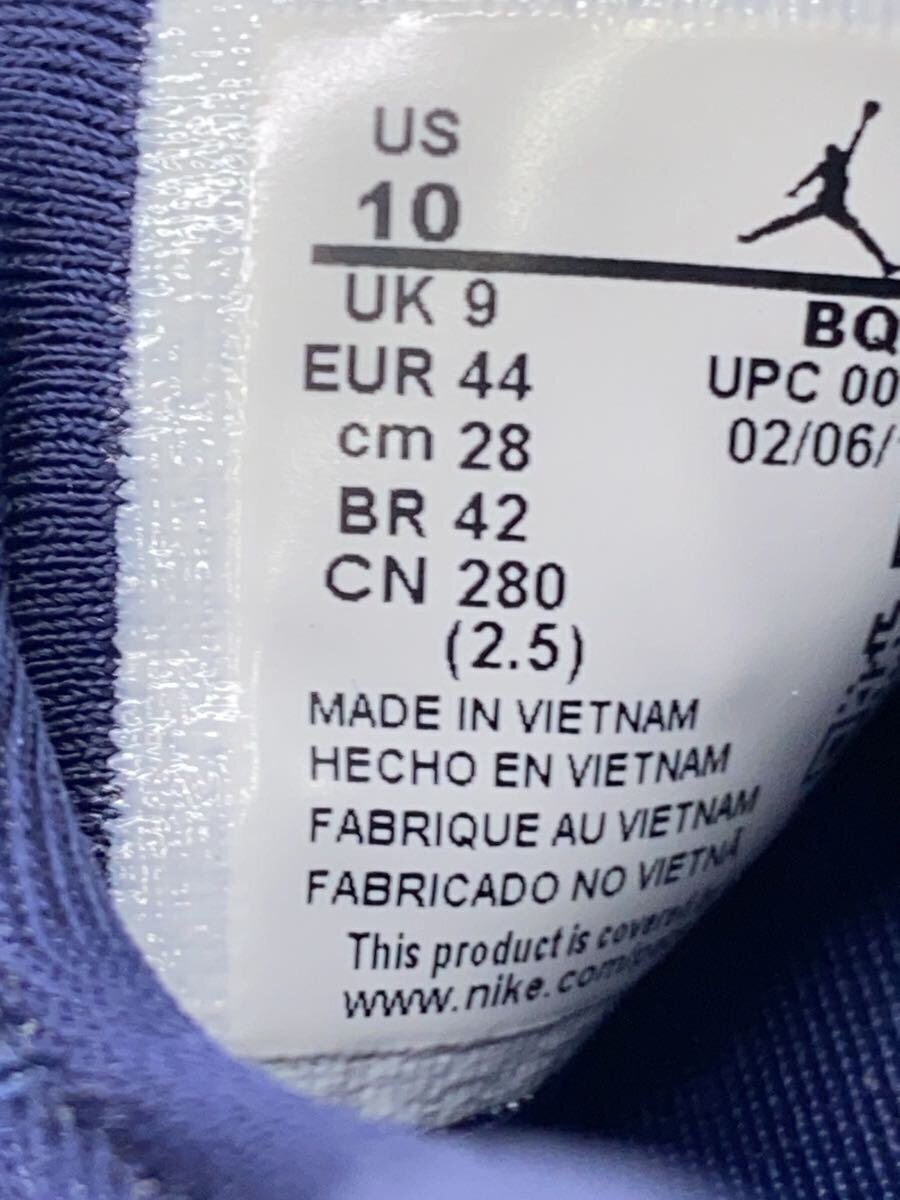 US
10
UK 9
EUR 44
cm 28
BR 42
CN 280
(2.5)
BQ
UPC 00
02/06/
MADE IN VIETNAM
HECHO EN VIETNAM
FABRIQUE AU VIETNAM
FABRICADO NO VIETNÃ
This product is covered
www.nike.com/